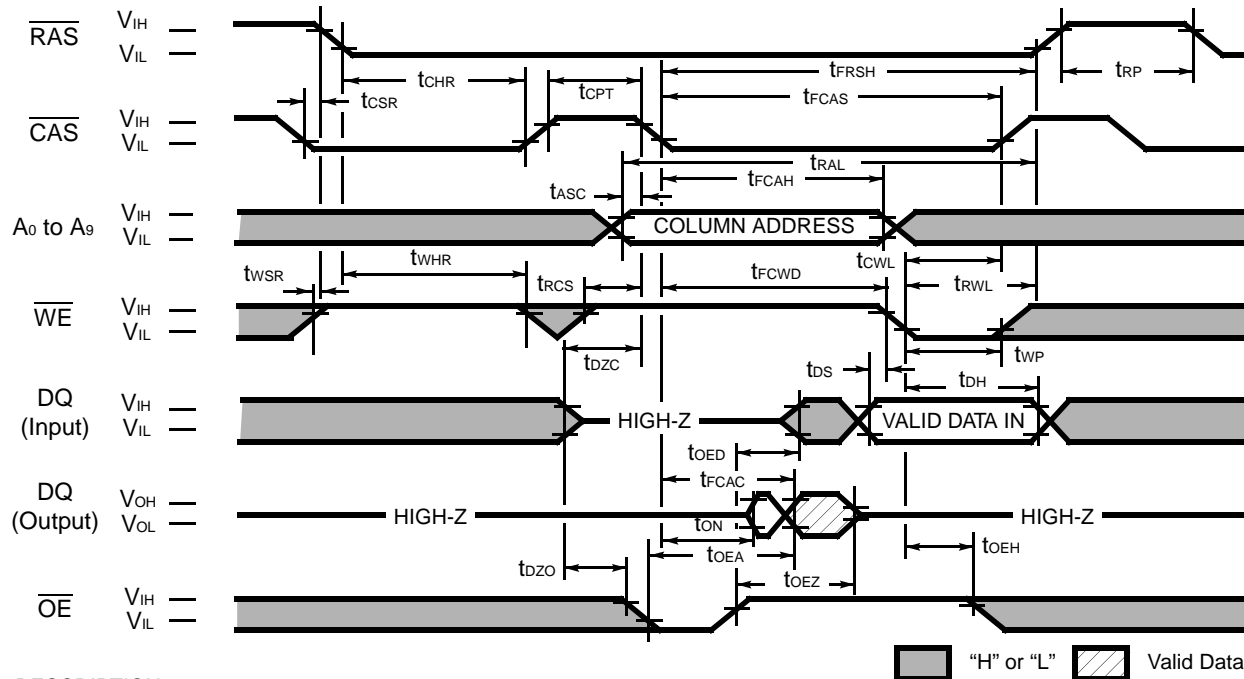 RAS
VIH
VIL
tCHR
tCPT
tFRSH
tRP
tCSR
tFCAS
CAS
VIH
VIL
tRAL
tASC
tFCAH
A0 to A9
VIH
VIL
COLUMN ADDRESS
tWSR
tWHR
tRCS
tFCWD
tCWL
tRWL
WE
VIH
VIL
tDZC
tWP
tDS
tDH
DQ
(Input)
VIH
VIL
HIGH-Z
VALID DATA IN
tOED
tFCAC
DQ
(Output)
VOH
VOL
HIGH-Z
HIGH-Z
tON
tOEA
tOEH
tDZO
tOEZ
OE
VIH
VIL
“H” or “L”
Valid Data